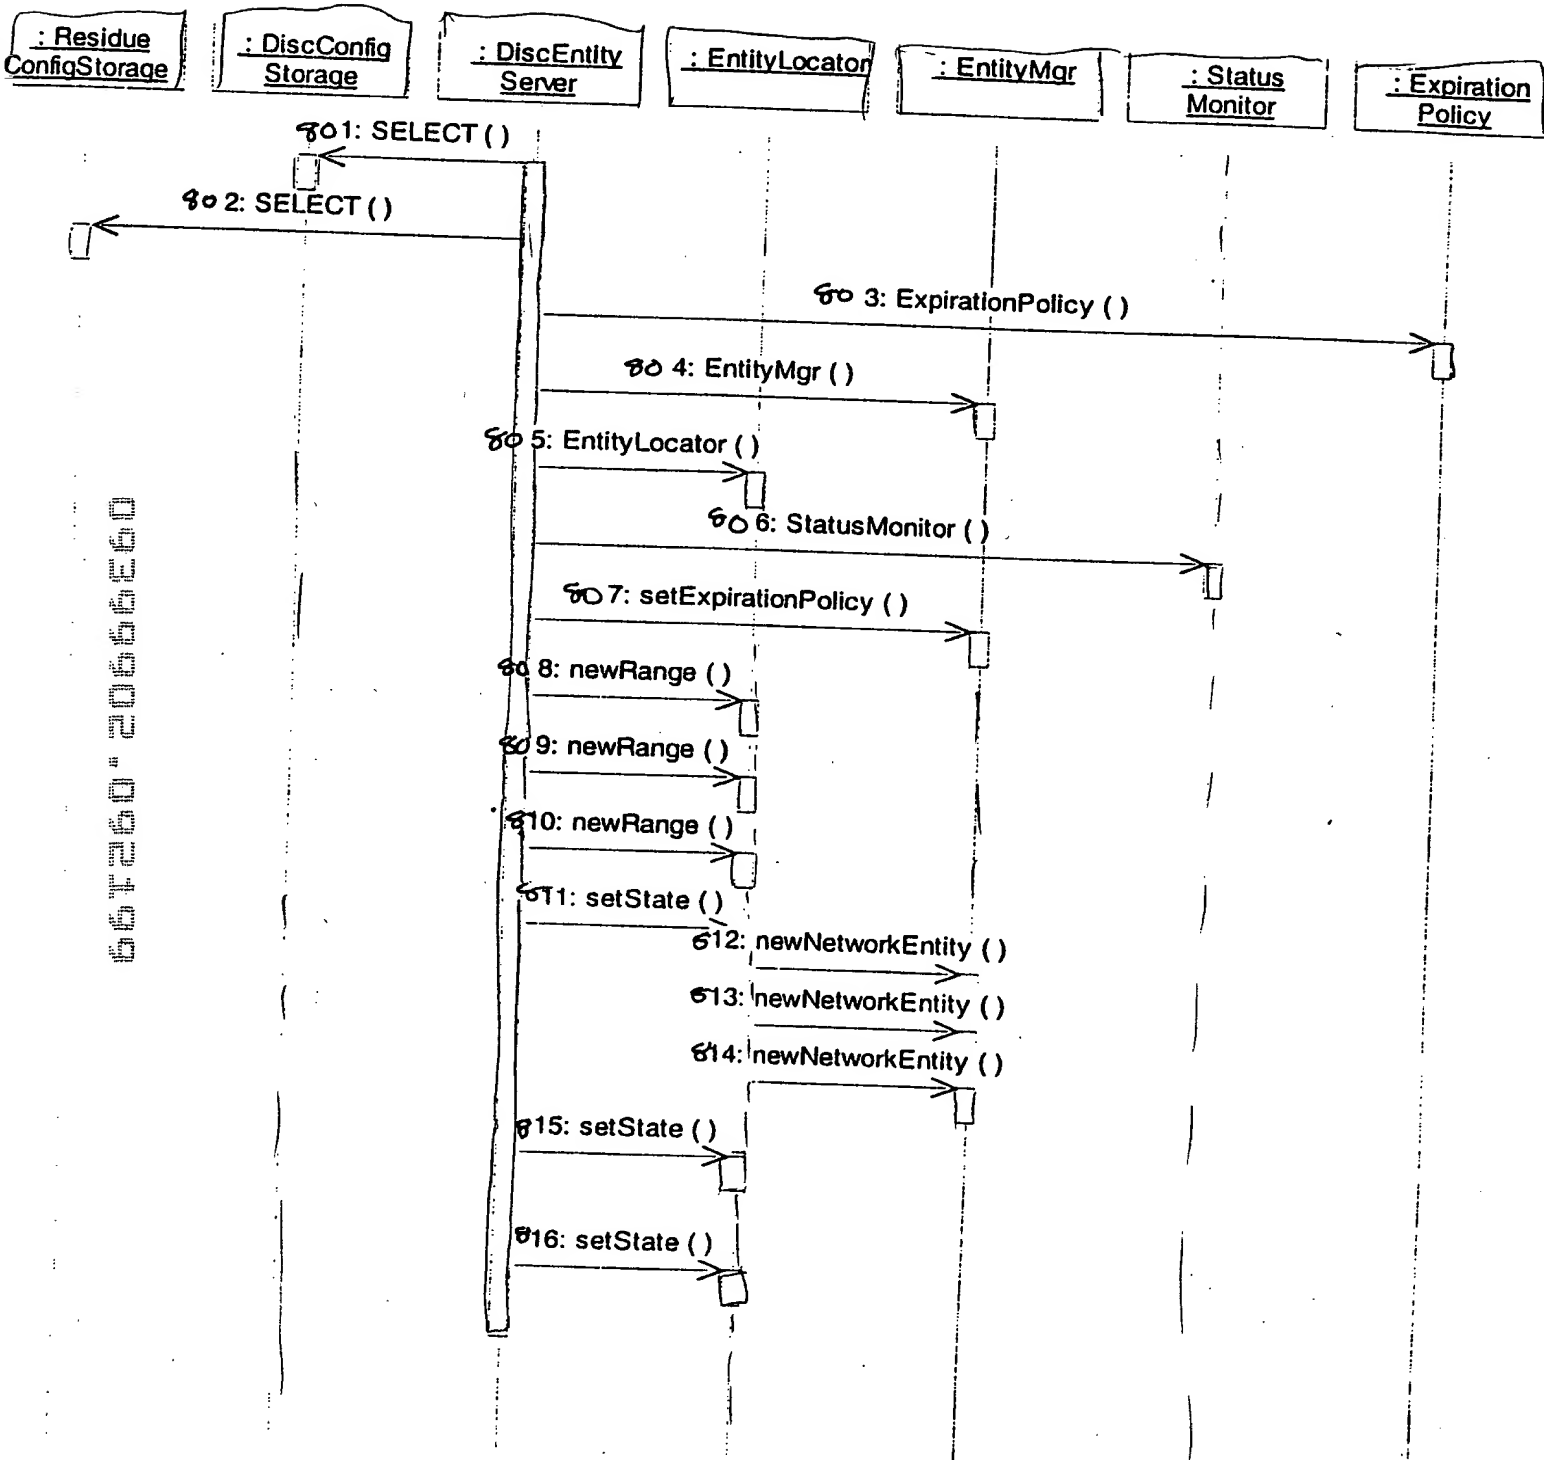 : Residue
ConfigStorage
: DiscConfig
Storage
: DiscEntity
Server
: EntityLocator
: EntityMgr
: Status
Monitor
: Expiration
Policy
801: SELECT ( )
802: SELECT ( )
803: ExpirationPolicy ( )
804: EntityMgr ( )
805: EntityLocator ( )
806: StatusMonitor ( )
807: setExpirationPolicy ( )
808: newRange ( )
809: newRange ( )
810: newRange ( )
811: setState ( )
812: newNetworkEntity ( )
813: newNetworkEntity ( )
814: newNetworkEntity ( )
815: setState ( )
816: setState ( )
09399902.092199